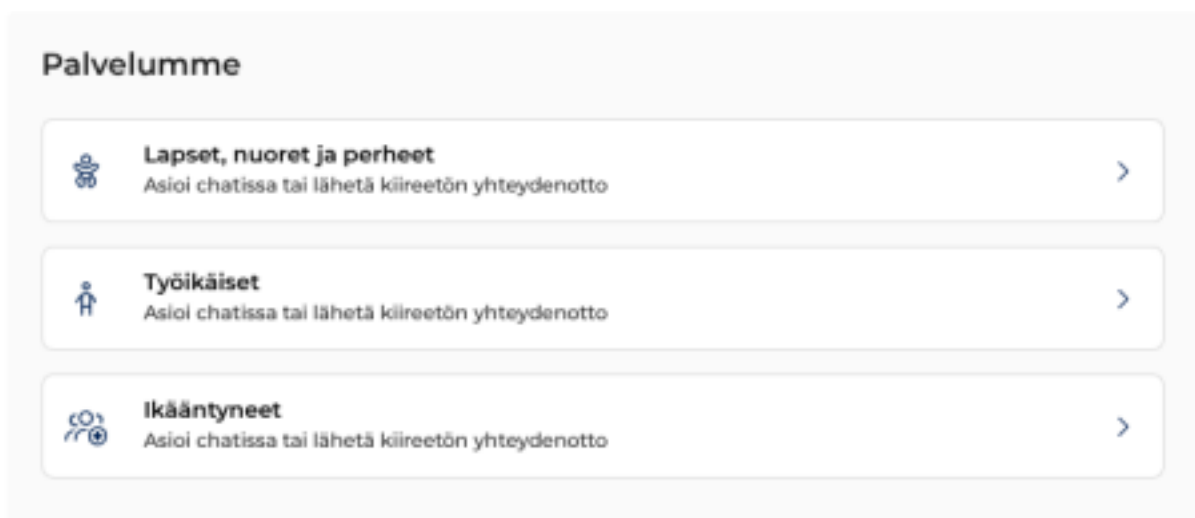 Palvelumme
Lapset, nuoret ja perheet
Asioi chatissa tai lähetä kiireetön yhteydenotto
Työikäiset
Asioi chatissa tai lähetä kiireetön yhteydenotto
Ikääntyneet
Asioi chatissa tai lähetä kiireetön yhteydenotto